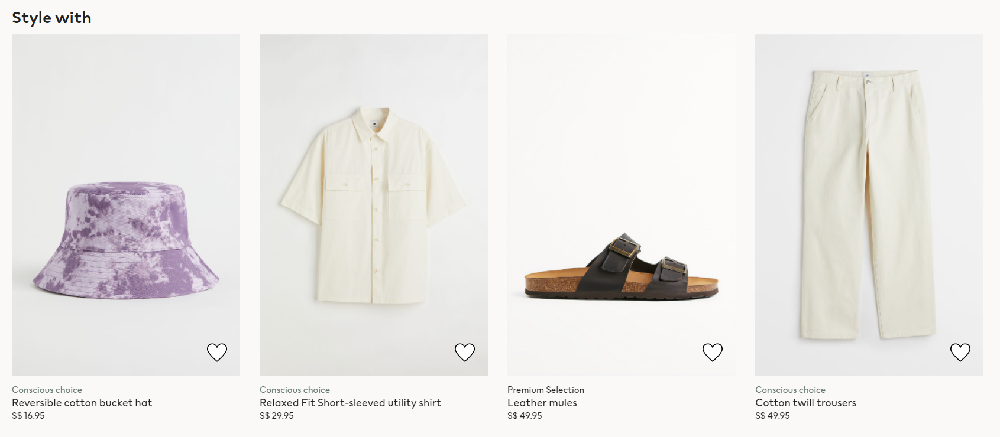 Style with
Conscious choice
Reversible cotton bucket hat
S$ 16.95
Conscious choice
Relaxed Fit Short-sleeved utility shirt
S$ 29.95
Premium Selection
Leather mules
S$ 49.95
Conscious choice
Cotton twill trousers
S$ 49.95